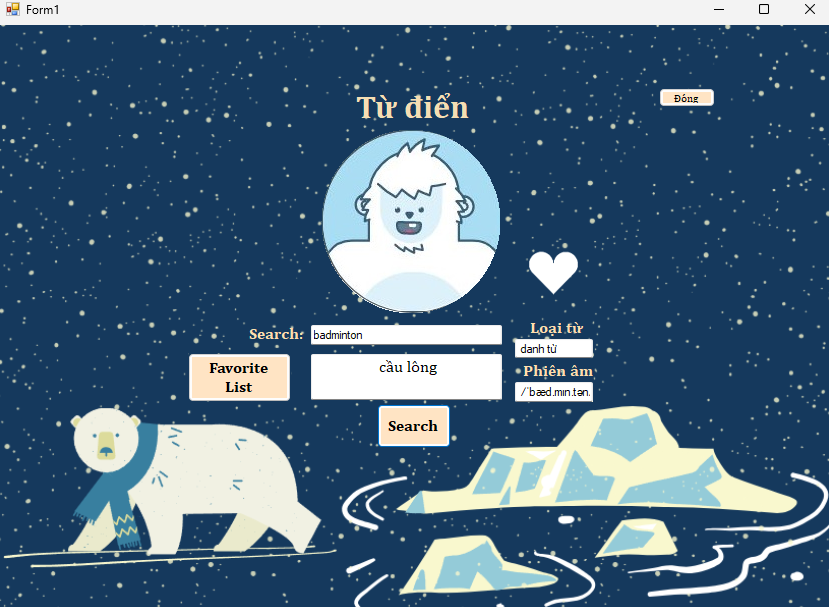 Form1
Từ điển
Đóng
Search:
badminton
Loại từ
danh từ
Favorite
List
cầu lông
Phiên âm
/ˈbæd.mɪn.tən.
Search